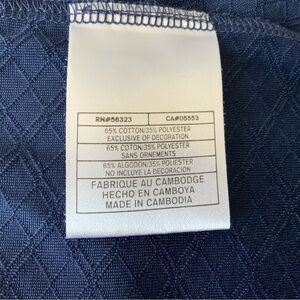 RN#56323 CA#05553
65% COTTON/35% POLYESTER
EXCLUSIVE OF DECORATION
65% COTON/35% POLYESTER
SANS ORNEMENTS
65% ALGODON/35% POLYESTER
NO INCLUYE LA DECORACION
FABRIQUE AU CAMBODGE
HECHO EN CAMBOYA
MADE IN CAMBODIA